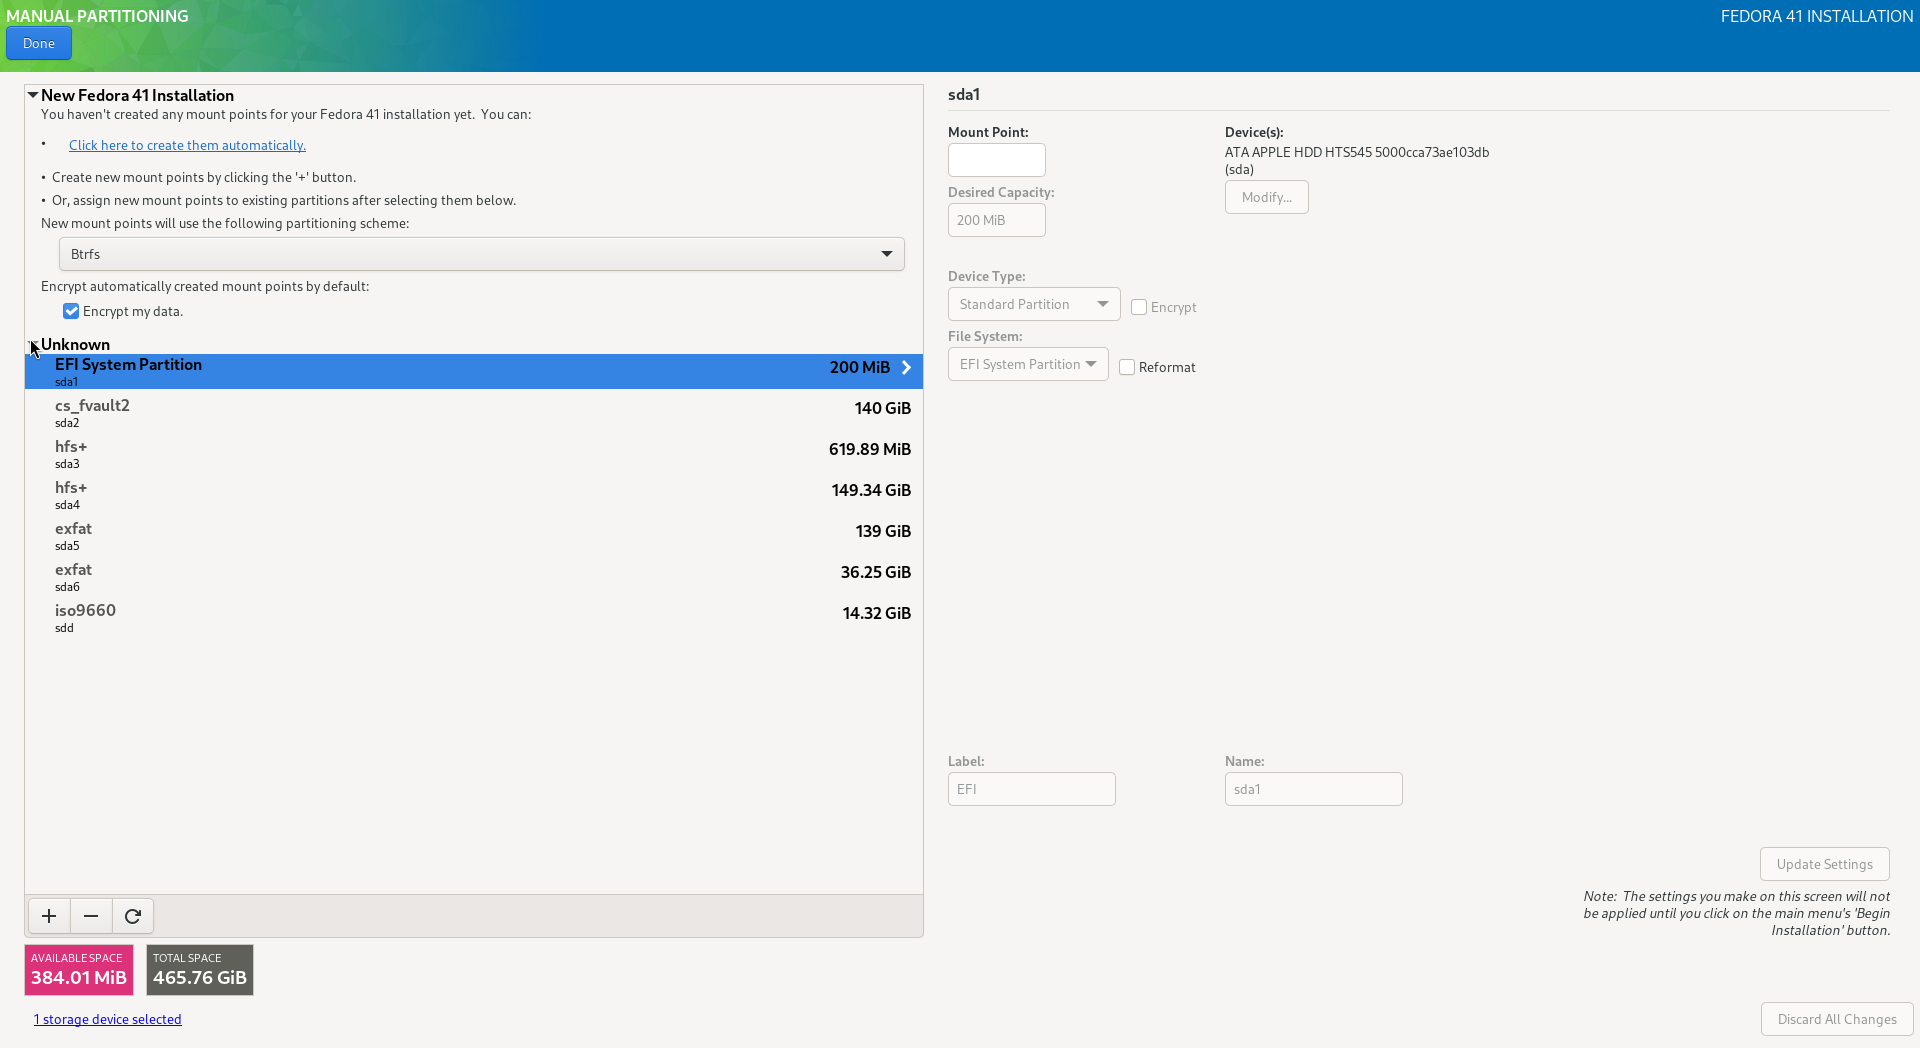 MANUAL PARTITIONING
FEDORA 41 INSTALLATION
Done
New Fedora 41 Installation
You haven't created any mount points for your Fedora 41 installation yet.  You can:
• Click here to create them automatically.
• Create new mount points by clicking the '+' button.
• Or, assign new mount points to existing partitions after selecting them below.
New mount points will use the following partitioning scheme:
Btrfs
Encrypt automatically created mount points by default:
Encrypt my data.
Unknown
EFI System Partition 200 MiB
sda1
cs_fvault2 140 GiB
sda2
hfs+ 619.89 MiB
sda3
hfs+ 149.34 GiB
sda4
exfat 139 GiB
sda5
exfat 36.25 GiB
sda6
iso9660 14.32 GiB
sdd
AVAILABLE SPACE
384.01 MiB
TOTAL SPACE
465.76 GiB
1 storage device selected
sda1
Mount Point:
Desired Capacity:
200 MiB
Device(s):
ATA APPLE HDD HTS545 5000cca73ae103db
(sda)
Modify...
Device Type:
Standard Partition
Encrypt
File System:
EFI System Partition
Reformat
Label:
EFI
Name:
sda1
Update Settings
Note:  The settings you make on this screen will not
be applied until you click on the main menu's 'Begin
Installation' button.
Discard All Changes